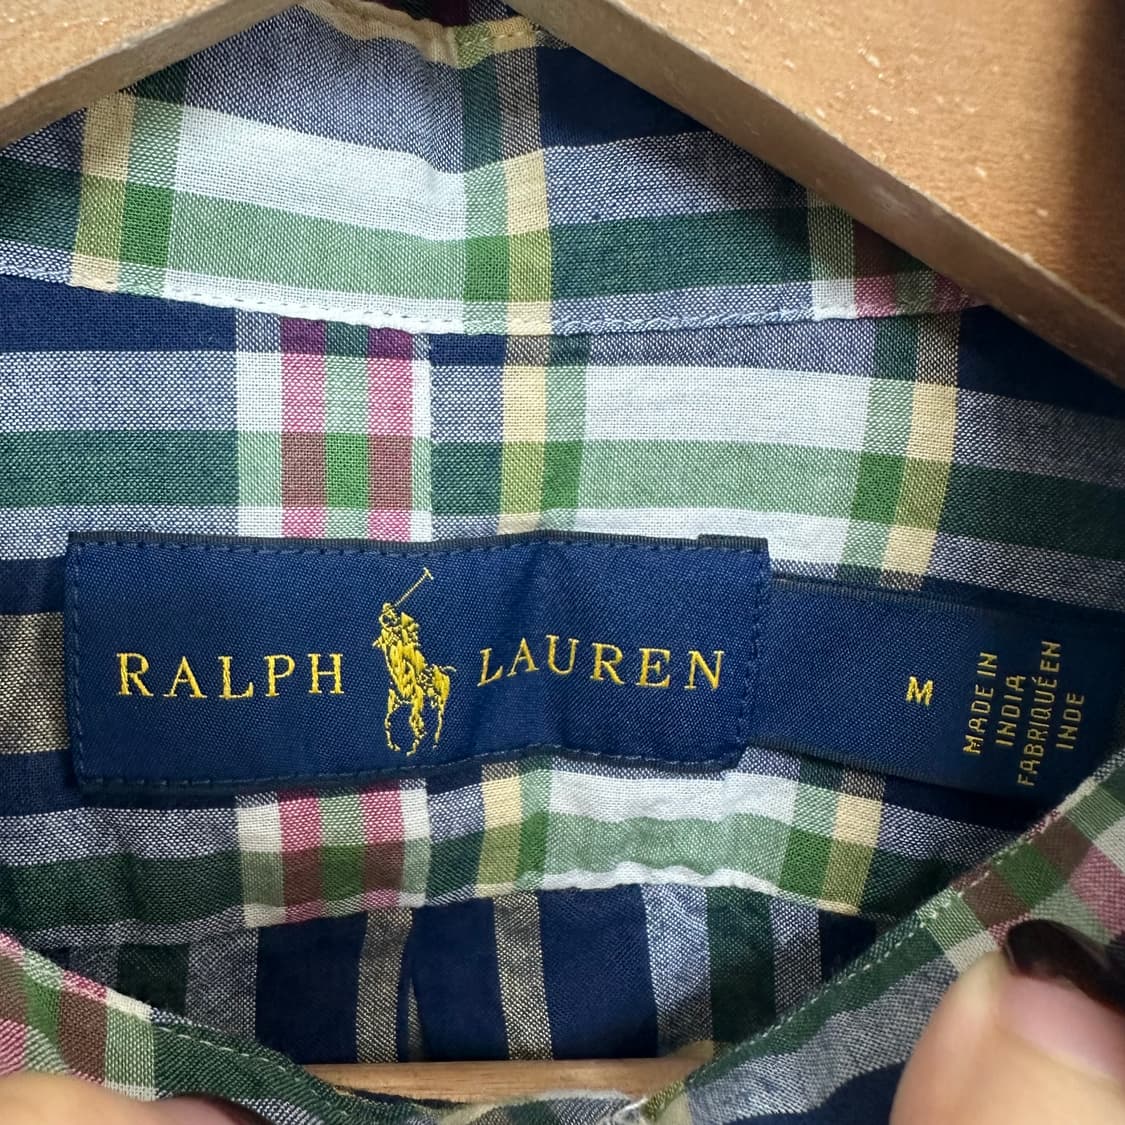 RALPH LAUREN
M
MADE IN
INDIA
FABRIQUÉ EN
INDE